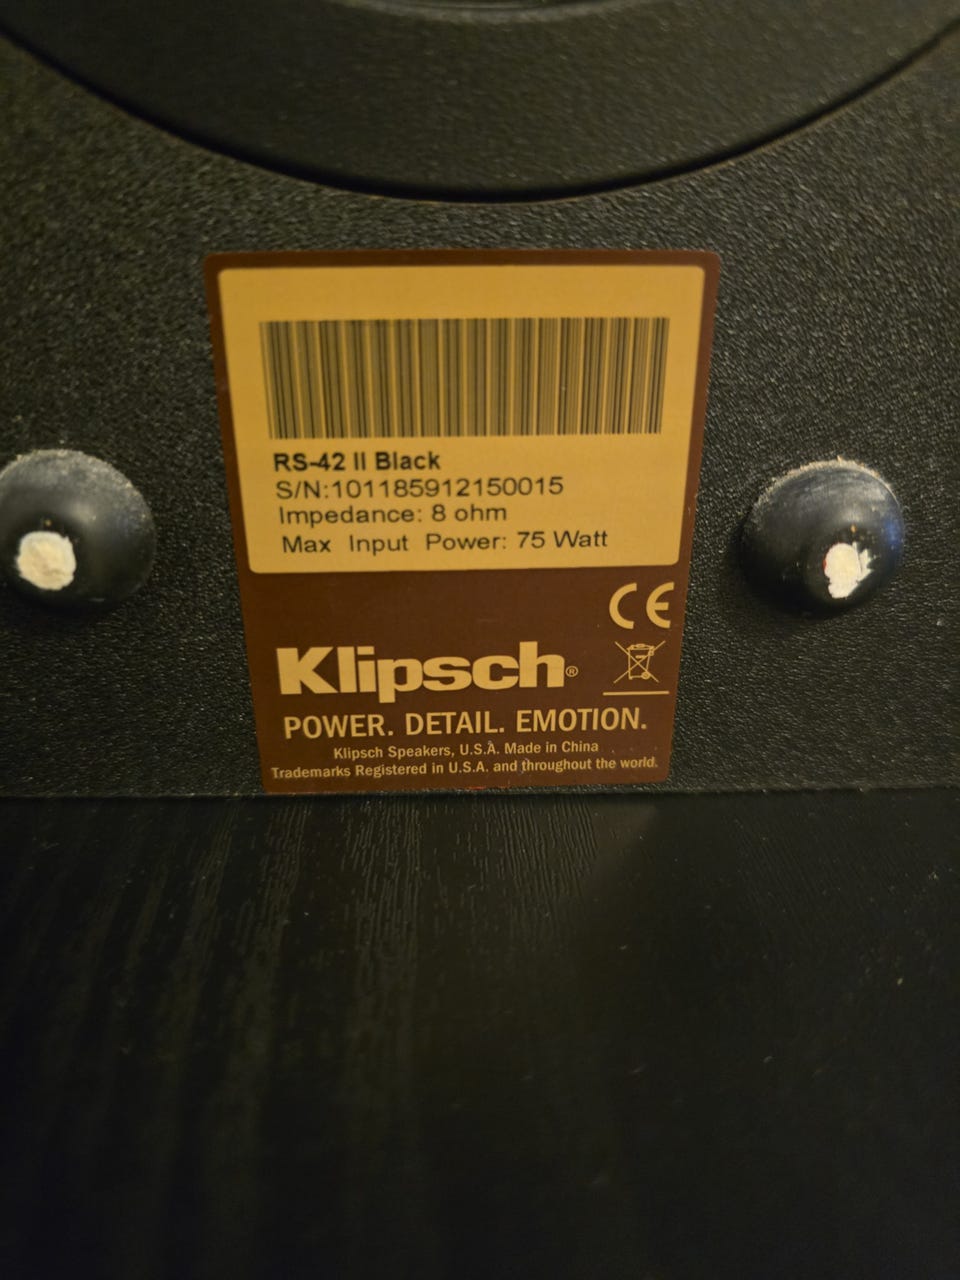 RS-42 II Black
S/N:101185912150015
Impedance: 8 ohm
Max Input Power: 75 Watt
CE
Klipsch®
POWER. DETAIL. EMOTION.
Klipsch Speakers, U.S.A. Made in China
Trademarks Registered in U.S.A. and throughout the world.